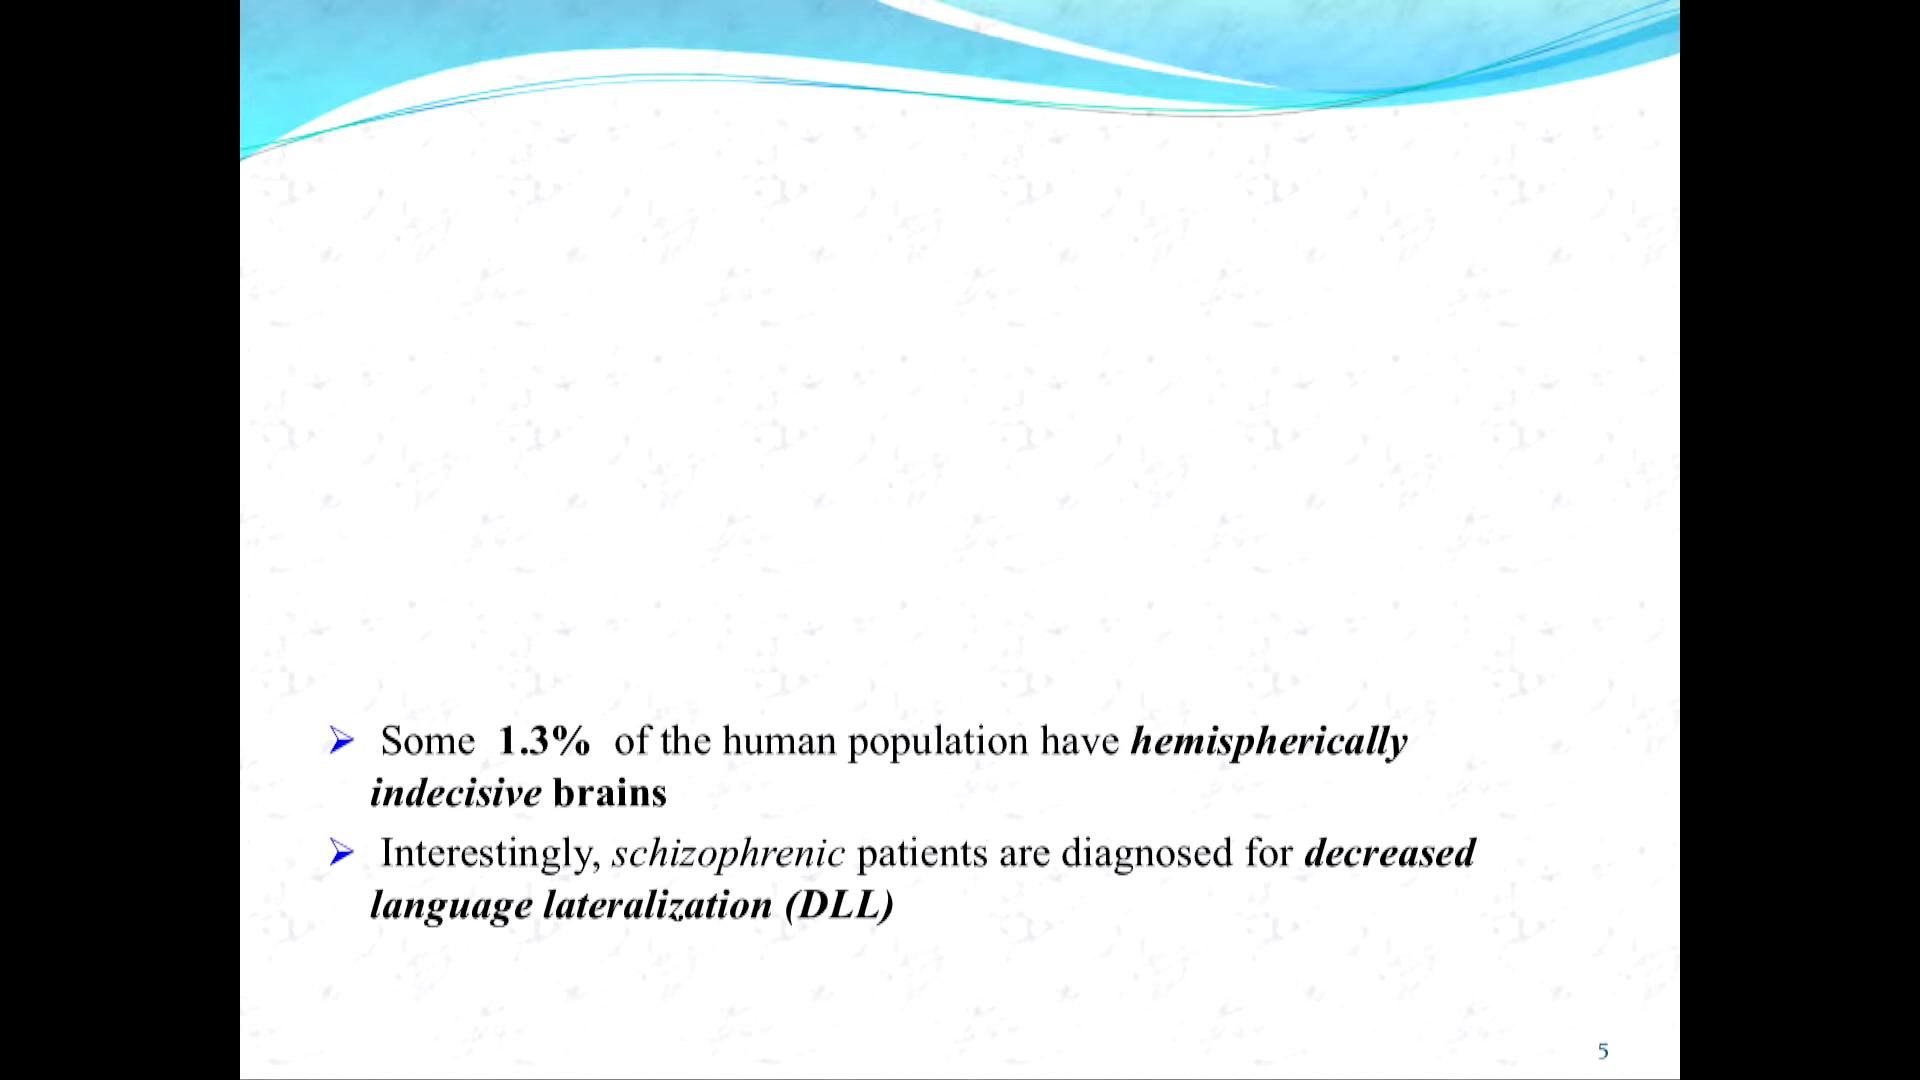 Some 1.3% of the human population have hemispherically
indecisive brains
Interestingly, schizophrenic patients are diagnosed for decreased
language lateralization (DLL)
5